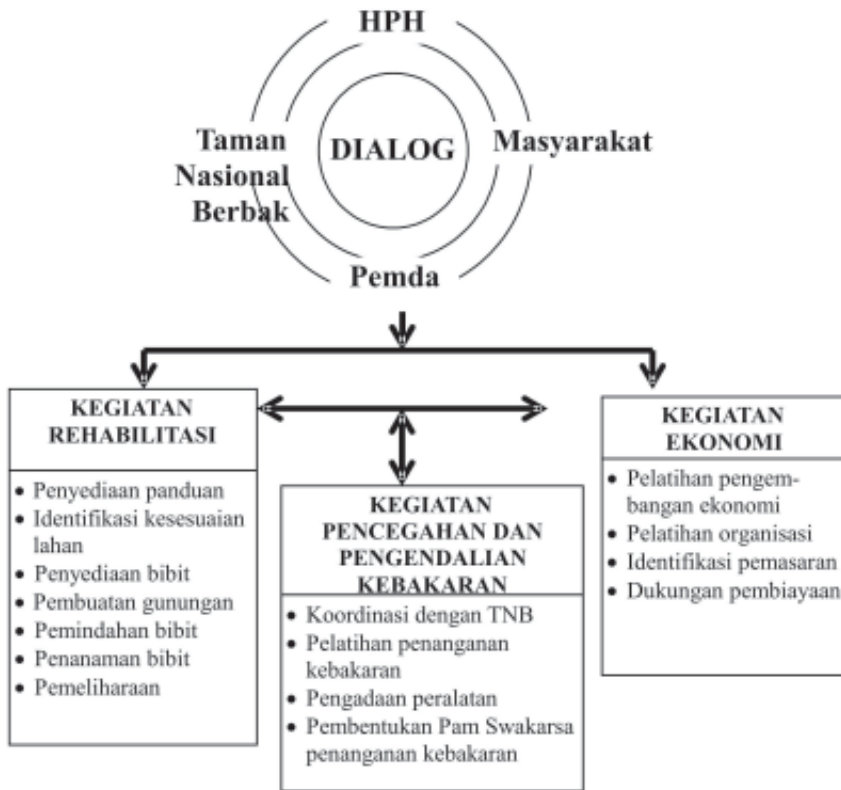 HPH
Taman
Nasional
Berbak
DIALOG
Masyarakat
Pemda
KEGIATAN
REHABILITASI
• Penyediaan panduan
• Identifikasi kesesuaian
lahan
• Penyediaan bibit
• Pembuatan gunungan
• Pemindahan bibit
• Penanaman bibit
• Pemeliharaan
KEGIATAN
PENCEGAHAN DAN
PENGENDALIAN
KEBAKARAN
• Koordinasi dengan TNB
• Pelatihan penanganan
kebakaran
• Pengadaan peralatan
• Pembentukan Pam Swakarsa
penanganan kebakaran
KEGIATAN
EKONOMI
• Pelatihan pengem-
bangan ekonomi
• Pelatihan organisasi
• Identifikasi pemasaran
• Dukungan pembiayaan